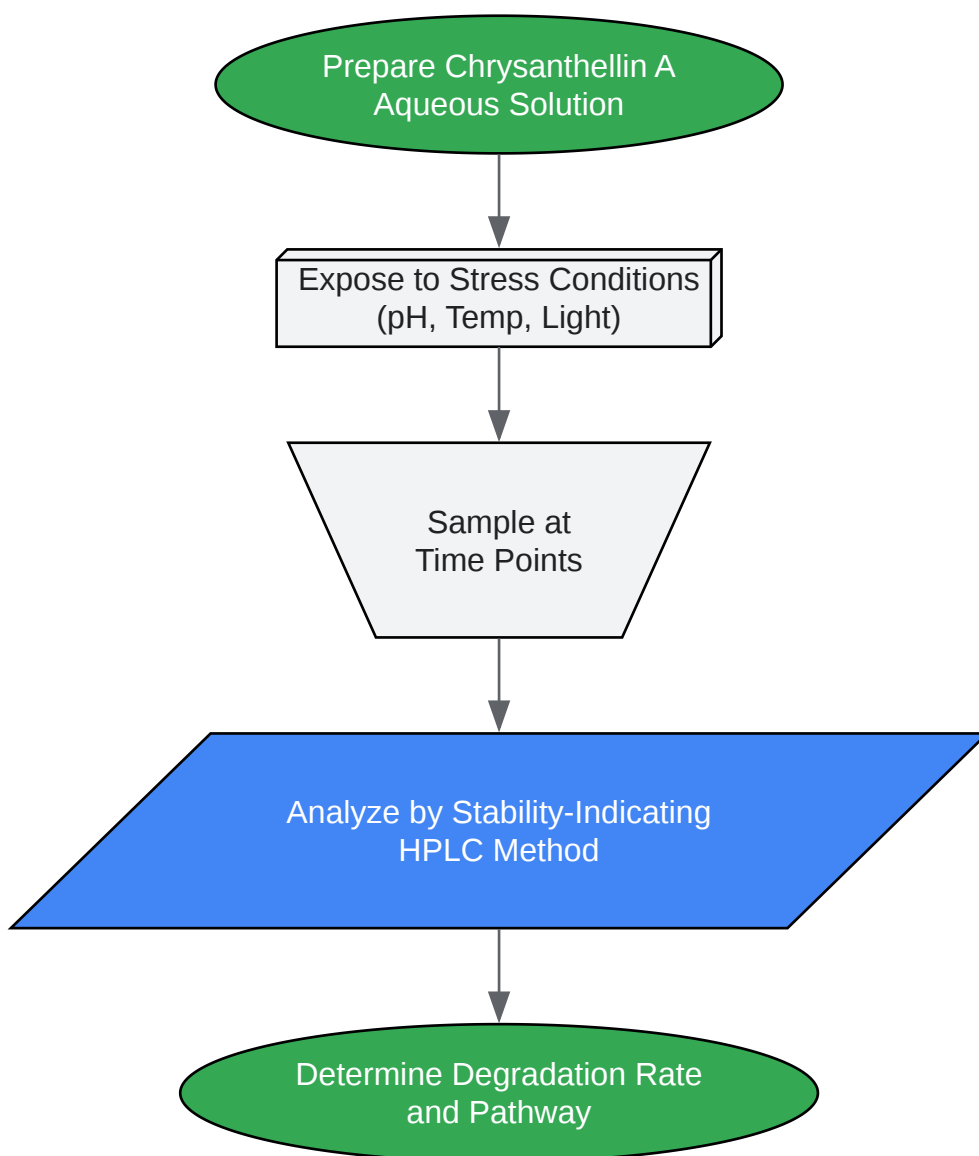 Prepare Chrysanthellin A
Aqueous Solution
Expose to Stress Conditions
(pH, Temp, Light)
Sample at
Time Points
Analyze by Stability-Indicating
HPLC Method
Determine Degradation Rate
and Pathway